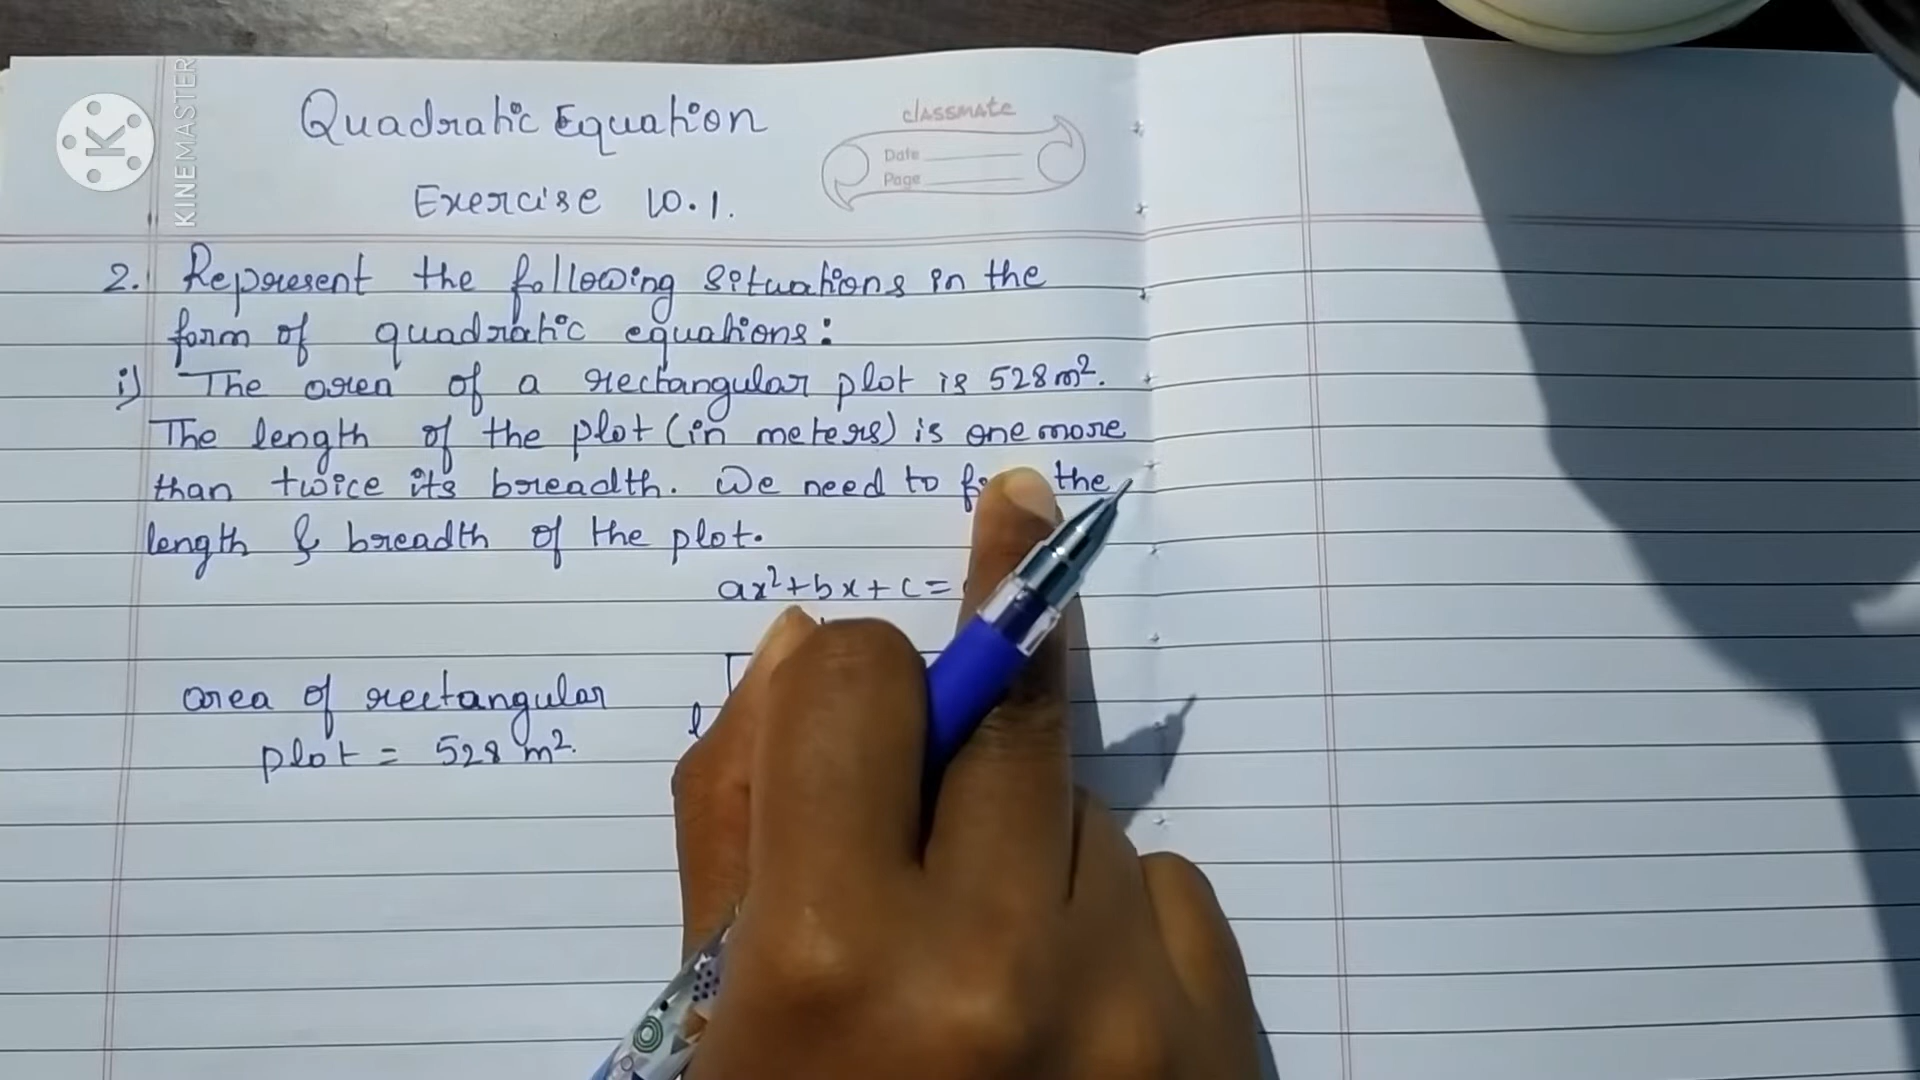 KINEMASTER
Quadratic Equation
classmate
Date
Page
Exercise 10.1.
2. Represent the following situations in the
form of quadratic equations:
i) The area of a rectangular plot is 528 m².
The length of the plot (in meters) is one more
than twice its breadth. We need to the
length & breadth of the plot.
ax² + bx + c =
area of rectangular
plot = 528 m².
l